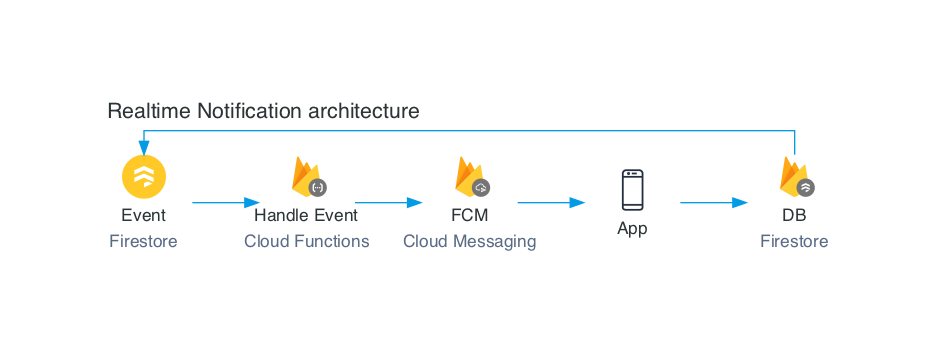 Realtime Notification architecture
Event
Firestore
Handle Event
Cloud Functions
FCM
Cloud Messaging
App
DB
Firestore